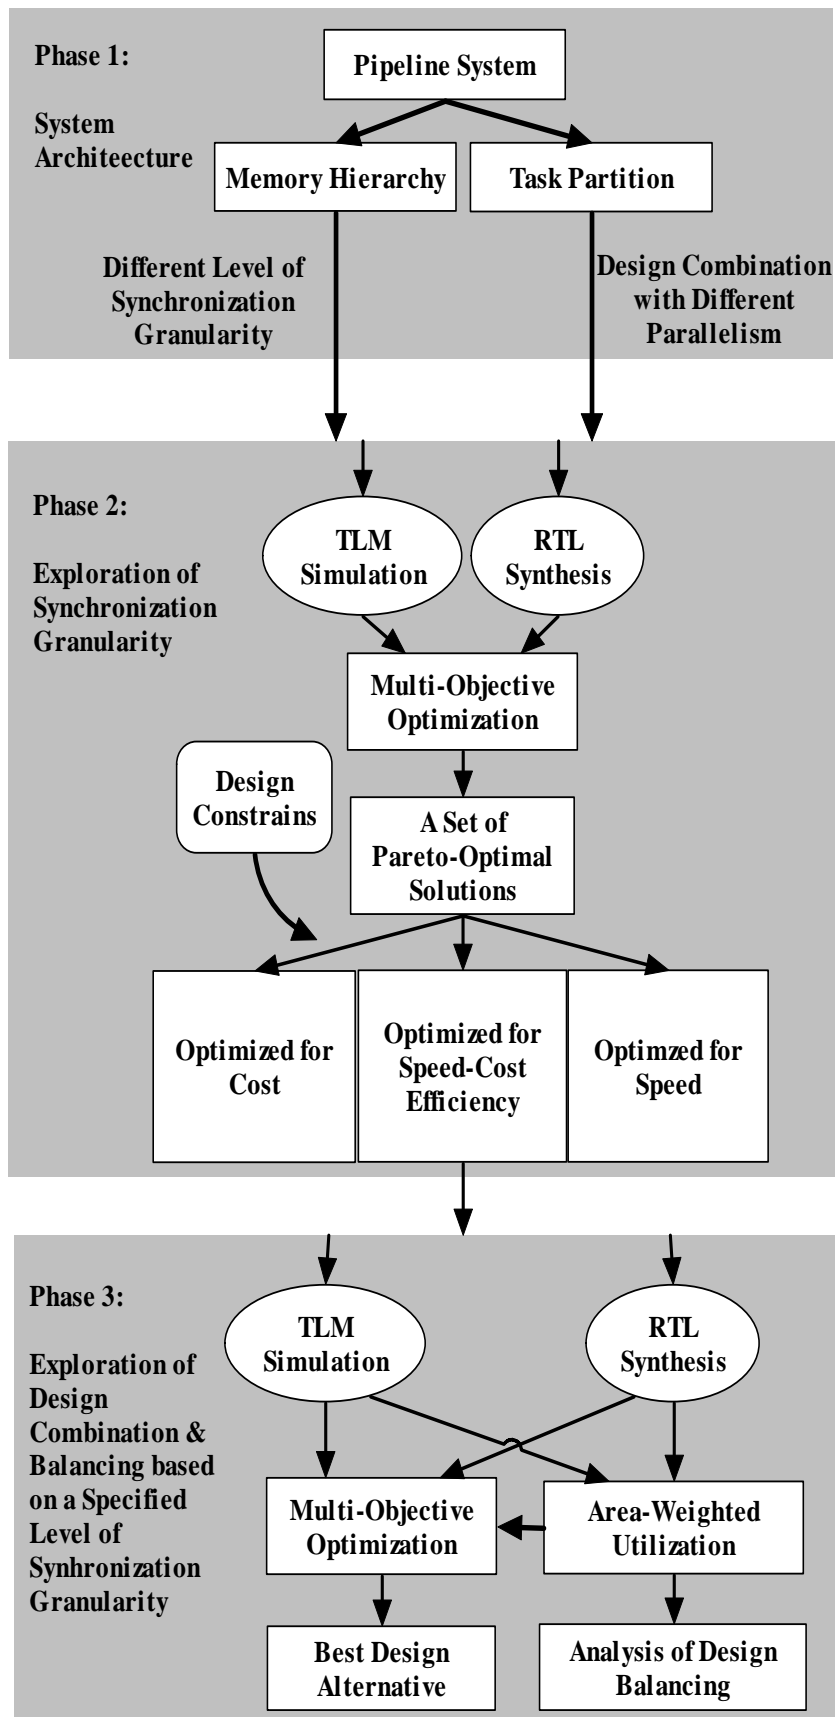 Phase 1:
System
Architeecture
Pipeline System
Memory Hierarchy
Task Partition
Different Level of
Synchronization
Granularity
Design Combination
with Different
Parallelism
Phase 2:
Exploration of
Synchronization
Granularity
TLM
Simulation
RTL
Synthesis
Multi-Objective
Optimization
Design
Constrains
A Set of
Pareto-Optimal
Solutions
Optimized for
Cost
Optimized for
Speed-Cost
Efficiency
Optimzed for
Speed
Phase 3:
Exploration of
Design
Combination &
Balancing based
on a Specified
Level of
Synhronization
Granularity
TLM
Simulation
RTL
Synthesis
Multi-Objective
Optimization
Area-Weighted
Utilization
Best Design
Alternative
Analysis of Design
Balancing